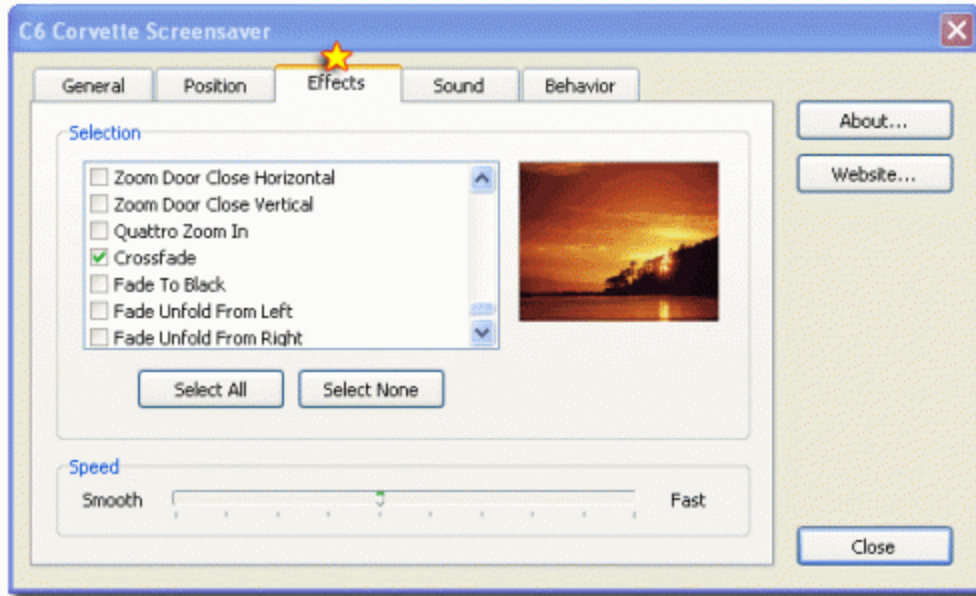 C6 Corvette Screensaver
General Position Effects Sound Behavior
About...
Website...
Selection
Zoom Door Close Horizontal
Zoom Door Close Vertical
Quattro Zoom In
Crossfade
Fade To Black
Fade Unfold From Left
Fade Unfold From Right
Select All Select None
Speed
Smooth Fast
Close